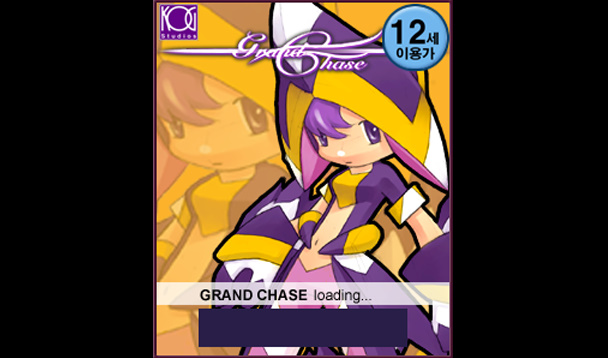 KOG
Studios
Grand Chase
12세
이용가
GRAND CHASE loading...